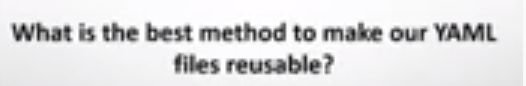 What is the best method to make our YAML
files reusable?